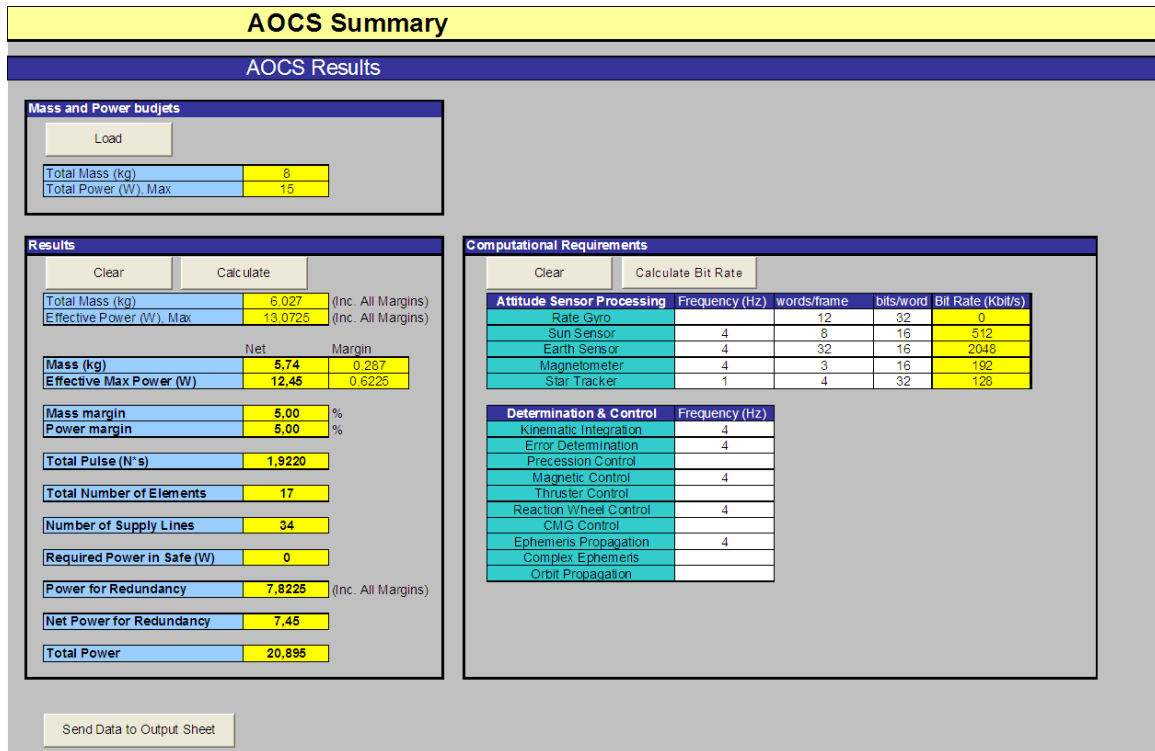 AOCS Summary
AOCS Results
Mass and Power budjets
Load
Total Mass (kg) 8
Total Power (W), Max 15
Results
Clear Calculate
Total Mass (kg) 6,027 (Inc. All Margins)
Effective Power (W), Max 13,0725 (Inc. All Margins)
Net Margin
Mass (kg) 5,74 0,287
Effective Max Power (W) 12,45 0,6225
Mass margin 5,00 %
Power margin 5,00 %
Total Pulse (N*s) 1,9220
Total Number of Elements 17
Number of Supply Lines 34
Required Power in Safe (W) 0
Power for Redundancy 7,8225 (Inc. All Margins)
Net Power for Redundancy 7,45
Total Power 20,895
Computational Requirements
Clear Calculate Bit Rate
Attitude Sensor Processing Frequency (Hz) words/frame bits/word Bit Rate (Kbit/s)
Rate Gyro 12 32 0
Sun Sensor 4 8 16 512
Earth Sensor 4 32 16 2048
Magnetometer 4 3 16 192
Star Tracker 1 4 32 128
Determination & Control Frequency (Hz)
Kinematic Integration 4
Error Determination 4
Precession Control
Magnetic Control 4
Thruster Control
Reaction Wheel Control 4
CMG Control
Ephemeris Propagation 4
Complex Ephemeris
Orbit Propagation
Send Data to Output Sheet